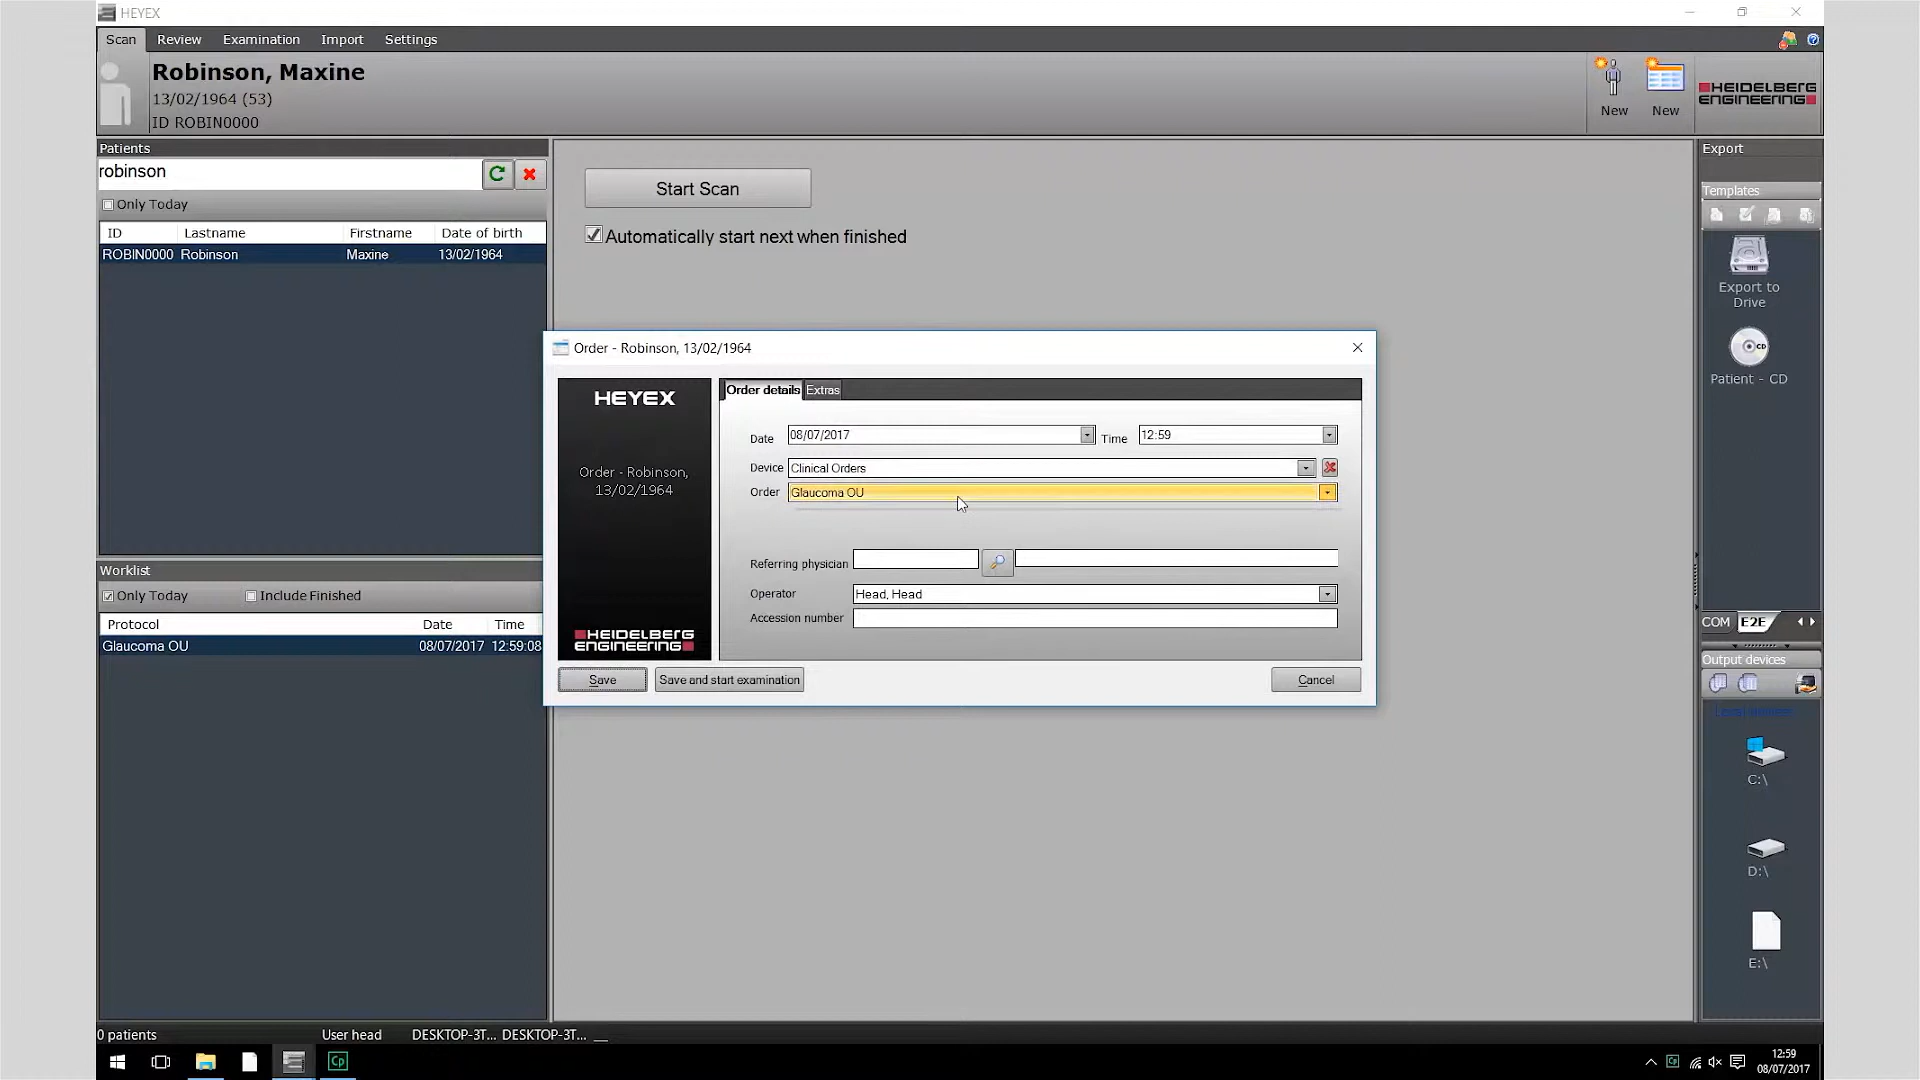 HEYEX
Scan Review Examination Import Settings
Robinson, Maxine
13/02/1964 (53)
ID ROBIN0000
New New
HEIDELBERG
ENGINEERING
Patients
robinson
Only Today
ID Lastname Firstname Date of birth
ROBIN0000 Robinson Maxine 13/02/1964
Start Scan
Automatically start next when finished
Export
Templates
Export to
Drive
CD
Patient - CD
Order - Robinson, 13/02/1964
HEYEX
Order - Robinson,
13/02/1964
HEIDELBERG
ENGINEERING
Order details Extras
Date 08/07/2017 Time 12:59
Device Clinical Orders
Order Glaucoma OU
Referring physician
Operator Head, Head
Accession number
Save Save and start examination Cancel
Worklist
Only Today Include Finished
Protocol Date Time
Glaucoma OU 08/07/2017 12:59:08
COM E2E
Output devices
C:\
D:\
E:\
0 patients User head DESKTOP-3T... DESKTOP-3T...
Cp Cp 12:59
08/07/2017